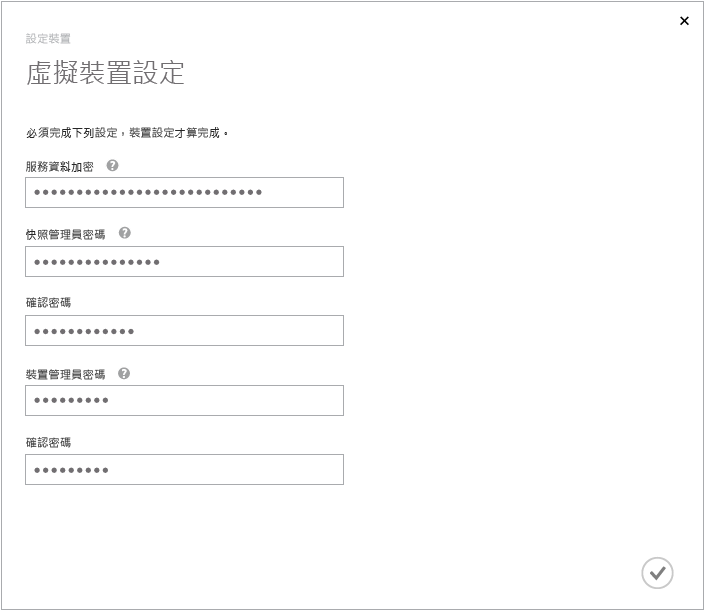 設定裝置
虛擬裝置設定
必須完成下列設定，裝置設定才算完成。
服務資料加密 ?
●●●●●●●●●●●●●●●●●●●●●●●●●●●
快照管理員密碼 ?
●●●●●●●●●●●●●●●
確認密碼
●●●●●●●●●●●●
裝置管理員密碼 ?
●●●●●●●●●
確認密碼
●●●●●●●●●